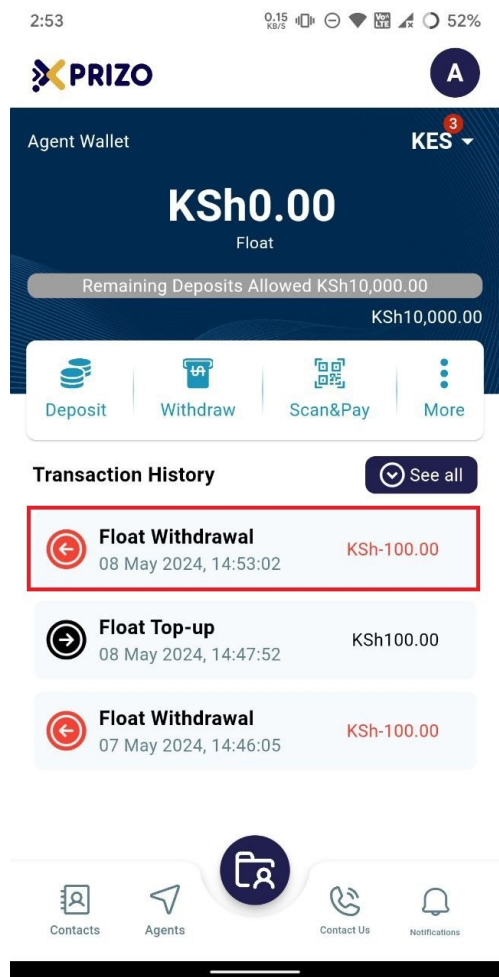 2:53
0.15 KB/S
Vo LTE
52%
PRIZO
A
Agent Wallet
KES
3
KSh0.00
Float
Remaining Deposits Allowed KSh10,000.00
KSh10,000.00
Deposit
Withdraw
Scan&Pay
More
Transaction History
See all
Float Withdrawal
08 May 2024, 14:53:02
KSh-100.00
Float Top-up
08 May 2024, 14:47:52
KSh100.00
Float Withdrawal
07 May 2024, 14:46:05
KSh-100.00
Contacts
Agents
Contact Us
Notifications